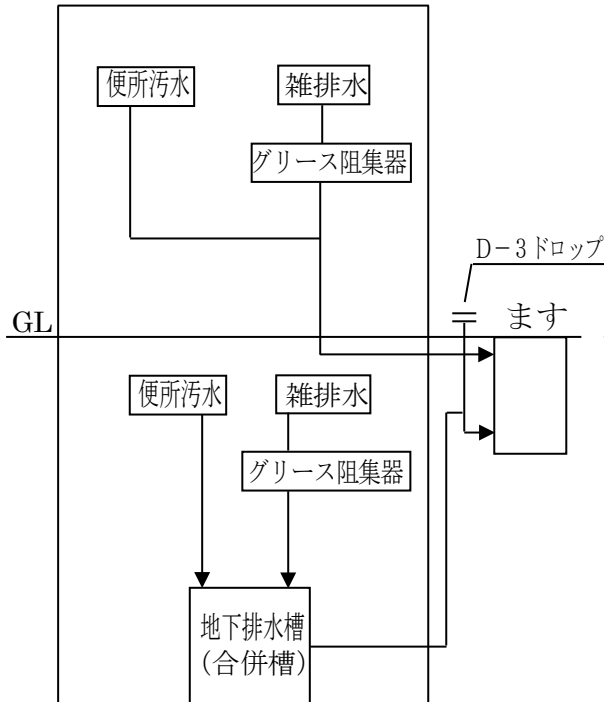 便所汚水
雑排水
グリース阻集器
D-3ドロップ
GL
ます
便所汚水
雑排水
グリース阻集器
地下排水槽
(合併槽)